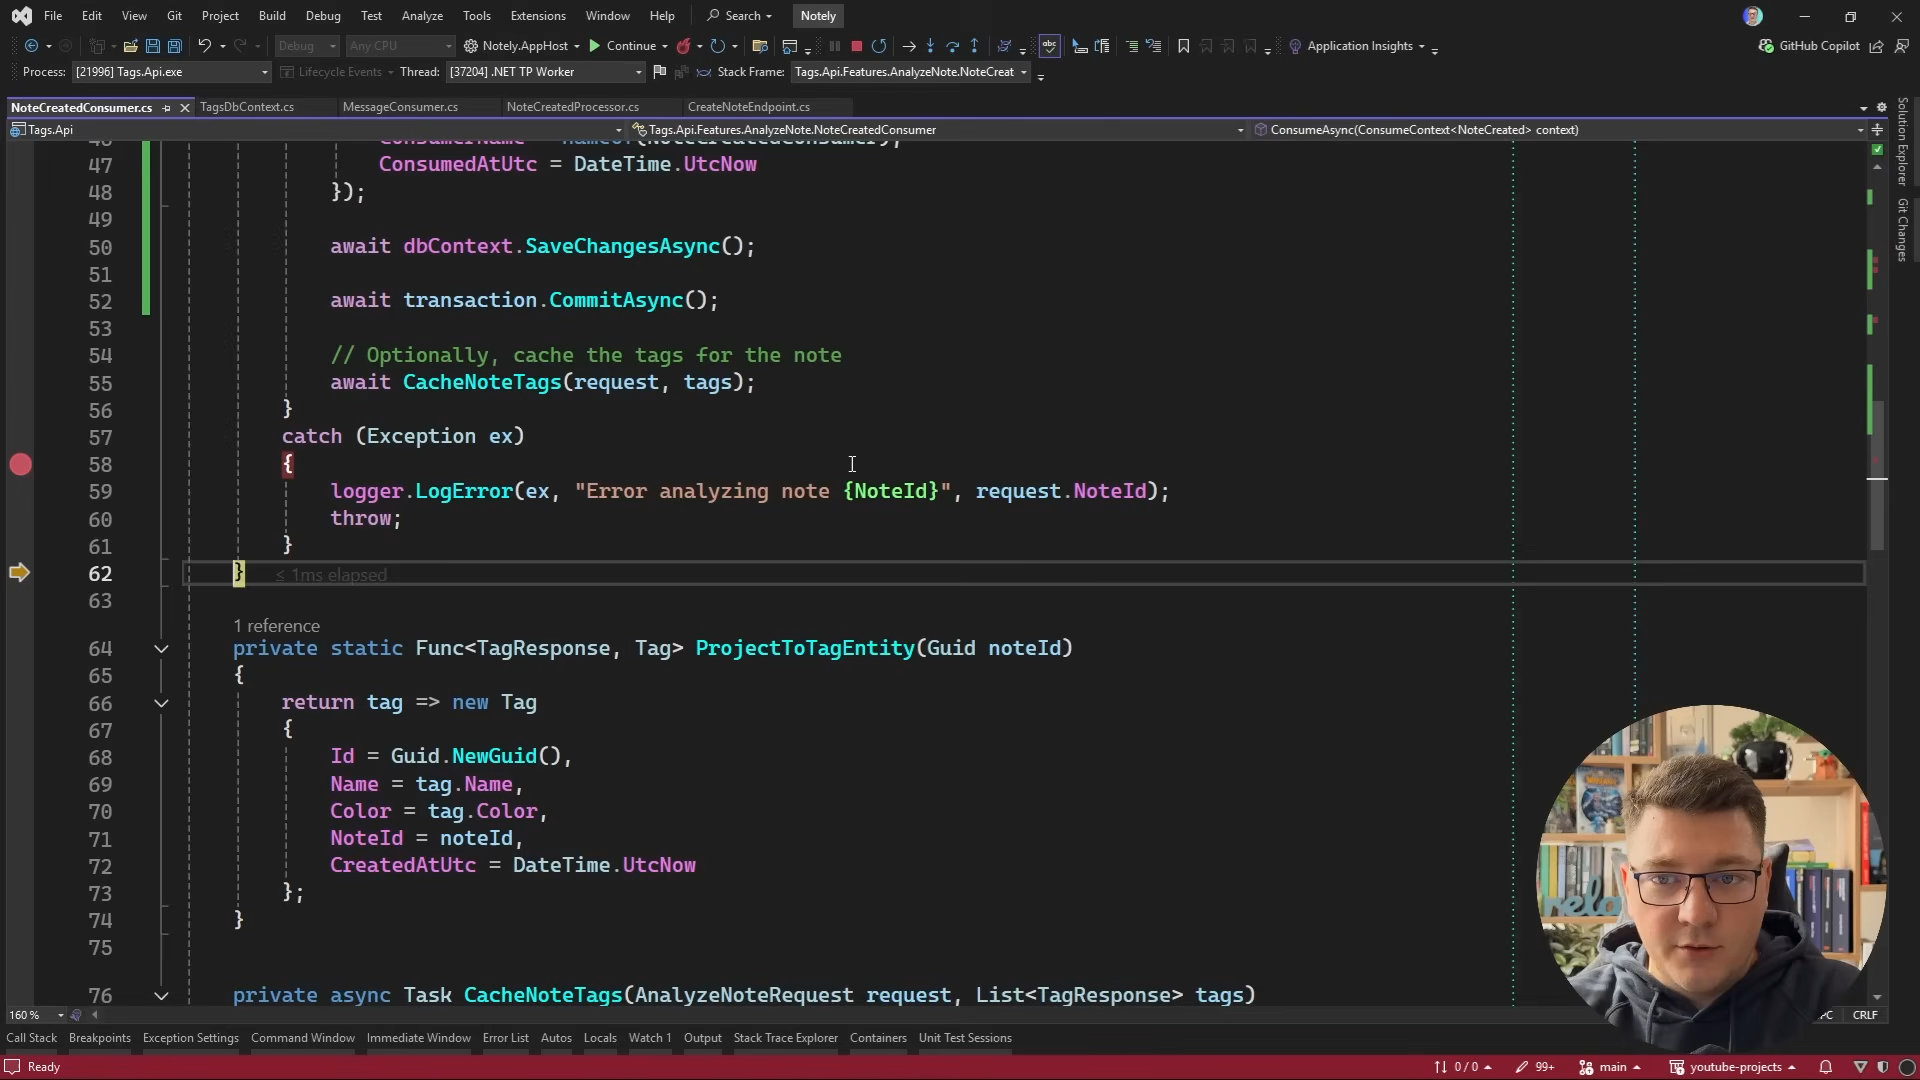 File Edit View Git Project Build Debug Test Analyze Tools Extensions Window Help Search Notely
Debug Any CPU Notely.AppHost Continue Application Insights GitHub Copilot
Process: [21996] Tags.Api.exe Lifecycle Events Thread: [37204] .NET TP Worker Stack Frame: Tags.Api.Features.AnalyzeNote.NoteCreat
NoteCreatedConsumer.cs TagsDbContext.cs MessageConsumer.cs NoteCreatedProcessor.cs CreateNoteEndpoint.cs
Tags.Api Tags.Api.Features.AnalyzeNote.NoteCreatedConsumer ConsumeAsync(ConsumeContext<NoteCreated> context)
Solution Explorer
Git Changes
46 ConsumerName = nameof(NoteCreatedConsumer),
47 ConsumedAtUtc = DateTime.UtcNow
48 });
49
50 await dbContext.SaveChangesAsync();
51
52 await transaction.CommitAsync();
53
54 // Optionally, cache the tags for the note
55 await CacheNoteTags(request, tags);
56 }
57 catch (Exception ex)
58 {
59 logger.LogError(ex, "Error analyzing note {NoteId}", request.NoteId);
60 throw;
61 }
62 } ≤ 1ms elapsed
63
1 reference
64 private static Func<TagResponse, Tag> ProjectToTagEntity(Guid noteId)
65 {
66 return tag => new Tag
67 {
68 Id = Guid.NewGuid(),
69 Name = tag.Name,
70 Color = tag.Color,
71 NoteId = noteId,
72 CreatedAtUtc = DateTime.UtcNow
73 };
74 }
75
76 private async Task CacheNoteTags(AnalyzeNoteRequest request, List<TagResponse> tags)
160 % CRLF
Call Stack Breakpoints Exception Settings Command Window Immediate Window Error List Autos Locals Watch 1 Output Stack Trace Explorer Containers Unit Test Sessions
Ready 0 / 0 99+ main youtube-projects